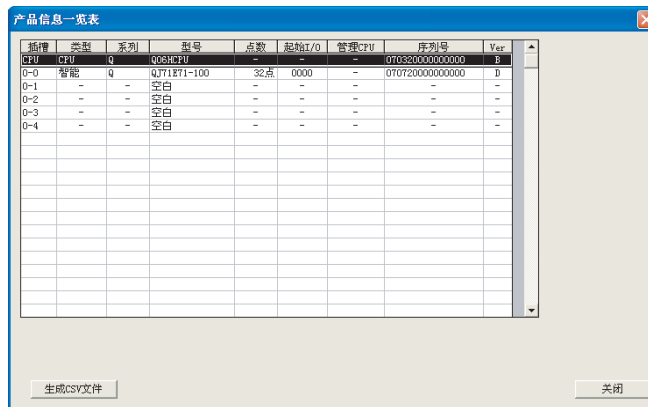 产品信息一览表
插槽 类型 系列 型号 点数 起始I/O 管理CPU 序列号 Ver
CPU CPU Q Q06HCPU - - - 070320000000000 B
0-0 智能 Q QJ71E71-100 32点 0000 - 070720000000000 D
0-1 - - 空白 - - - - -
0-2 - - 空白 - - - - -
0-3 - - 空白 - - - - -
0-4 - - 空白 - - - - -
生成CSV文件 关闭